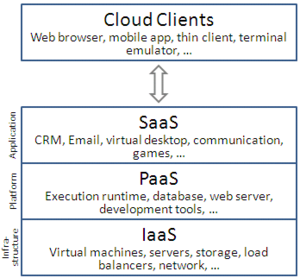 Cloud Clients
Web browser, mobile app, thin client, terminal
emulator, ...
Application
SaaS
CRM, Email, virtual desktop, communication,
games, ...
Platform
PaaS
Execution runtime, database, web server,
development tools, ...
Infra-
structure
IaaS
Virtual machines, servers, storage, load
balancers, network, ...